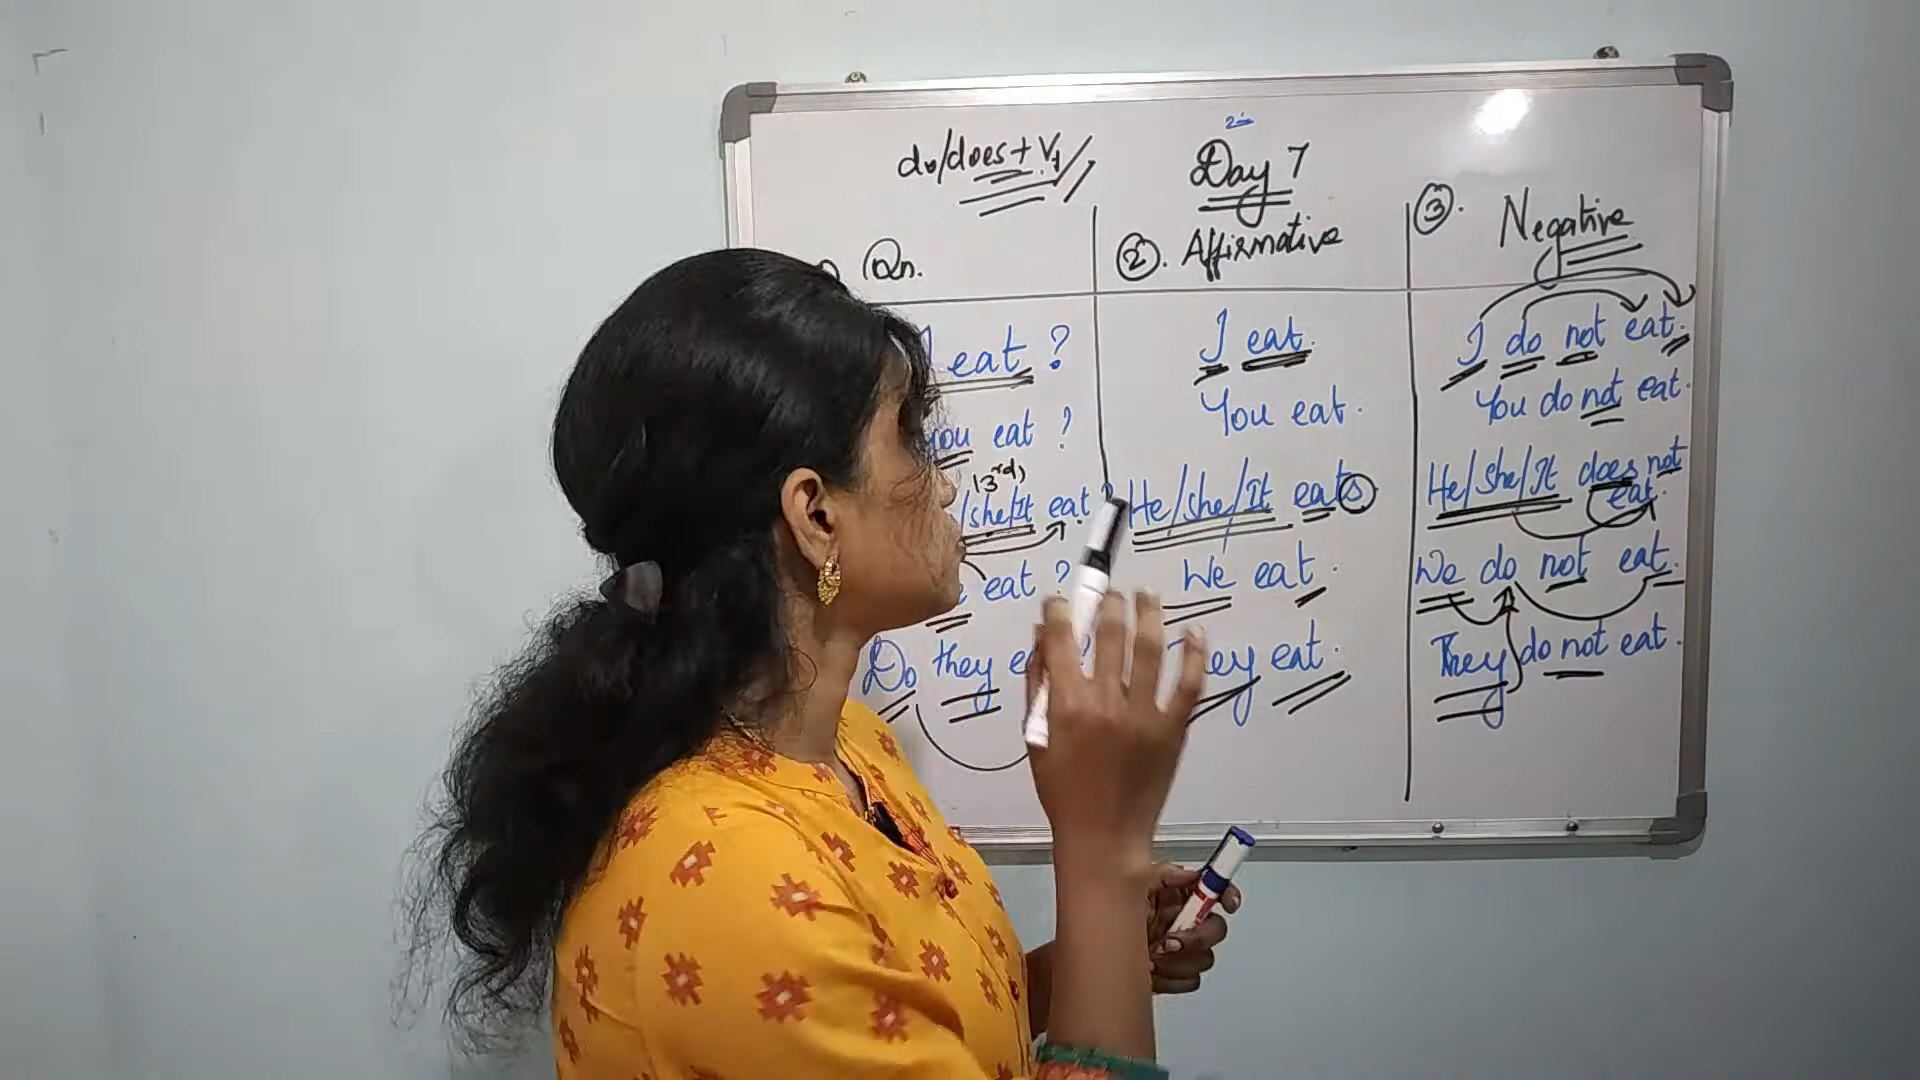 do/does + V1
Day 7
Qn.
② . Affirmative
③ . Negative
eat ?
I eat.
I do not eat.
you eat ?
You eat.
You do not eat.
13rd)
/she/It eat ?
He/she/It eats
He/She/It does not
eat.
eat ?
We eat.
We do not eat.
Do they
eat.
They do not eat.